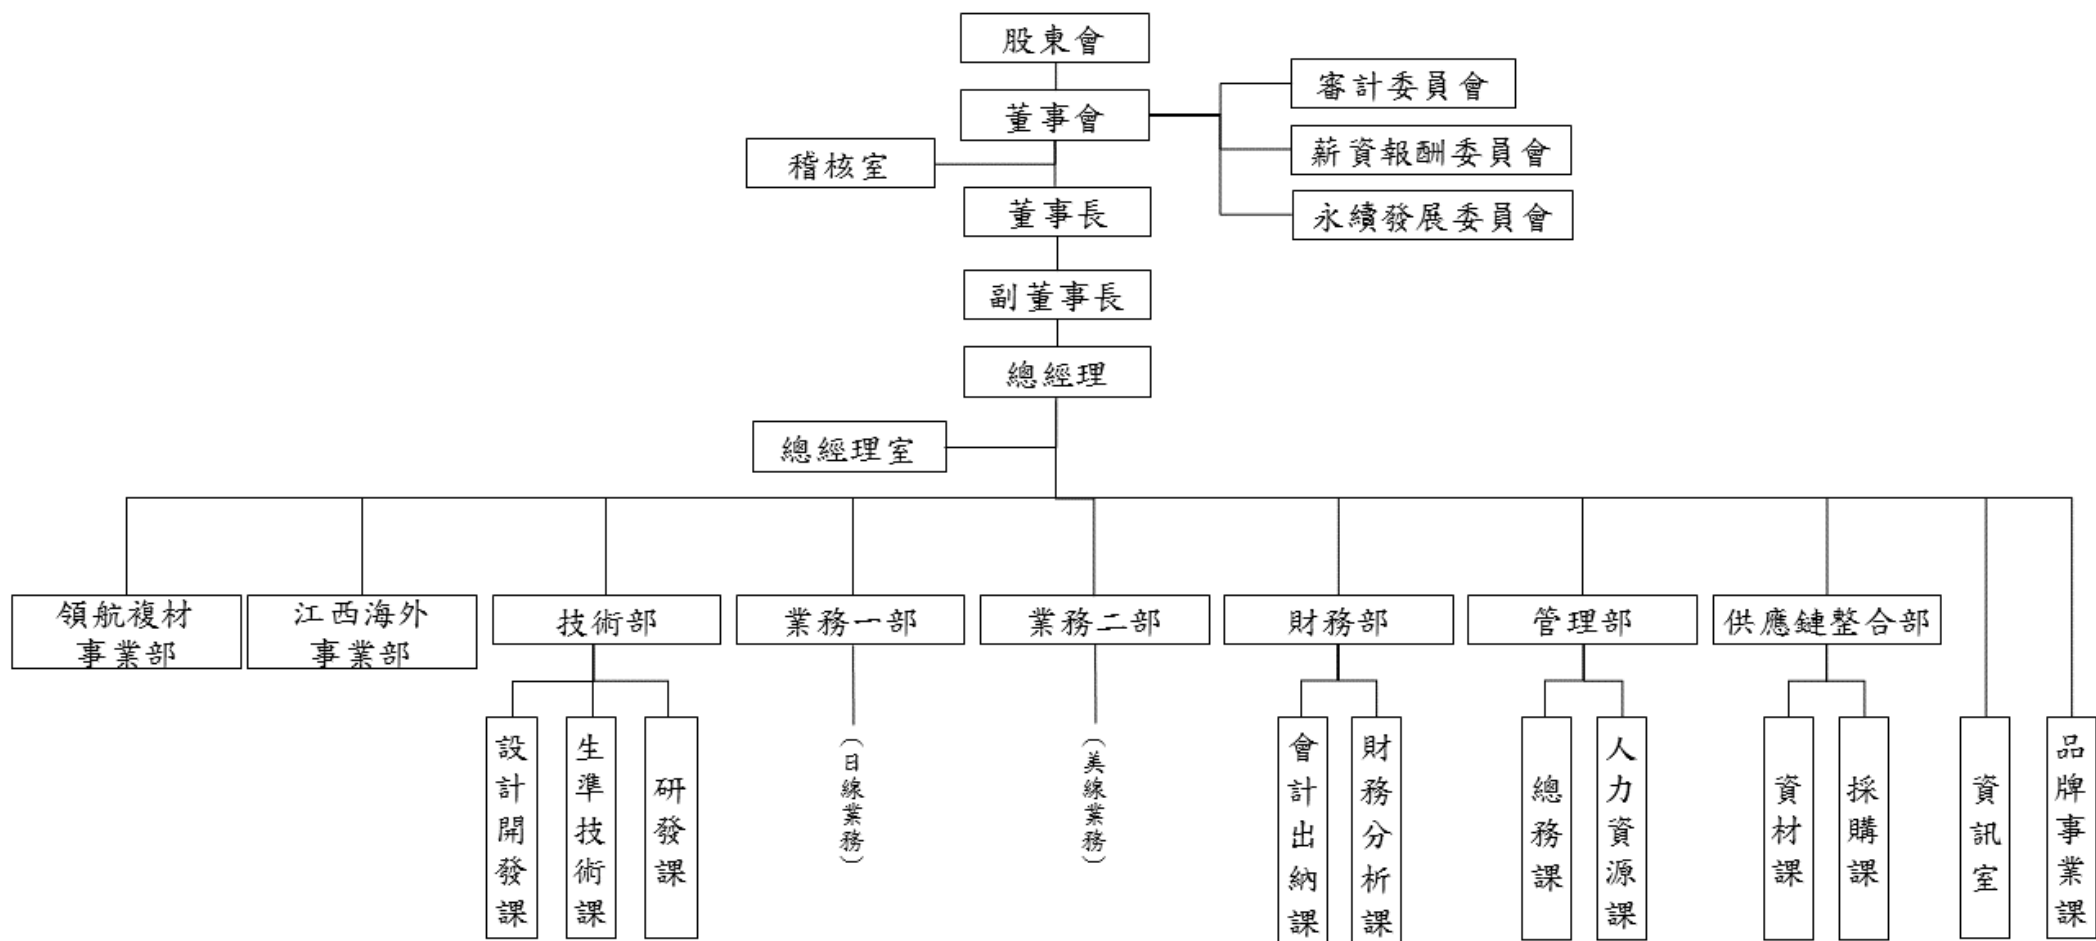 股東會
董事會
審計委員會
薪資報酬委員會
永續發展委員會
稽核室
董事長
副董事長
總經理
總經理室
領航複材
事業部
江西海外
事業部
技術部
業務一部
業務二部
財務部
管理部
供應鏈整合部
設計開發課
生準技術課
研發課
(日線業務)
(美線業務)
會計出納課
財務分析課
總務課
人力資源課
資材課
採購課
資訊室
品牌事業課